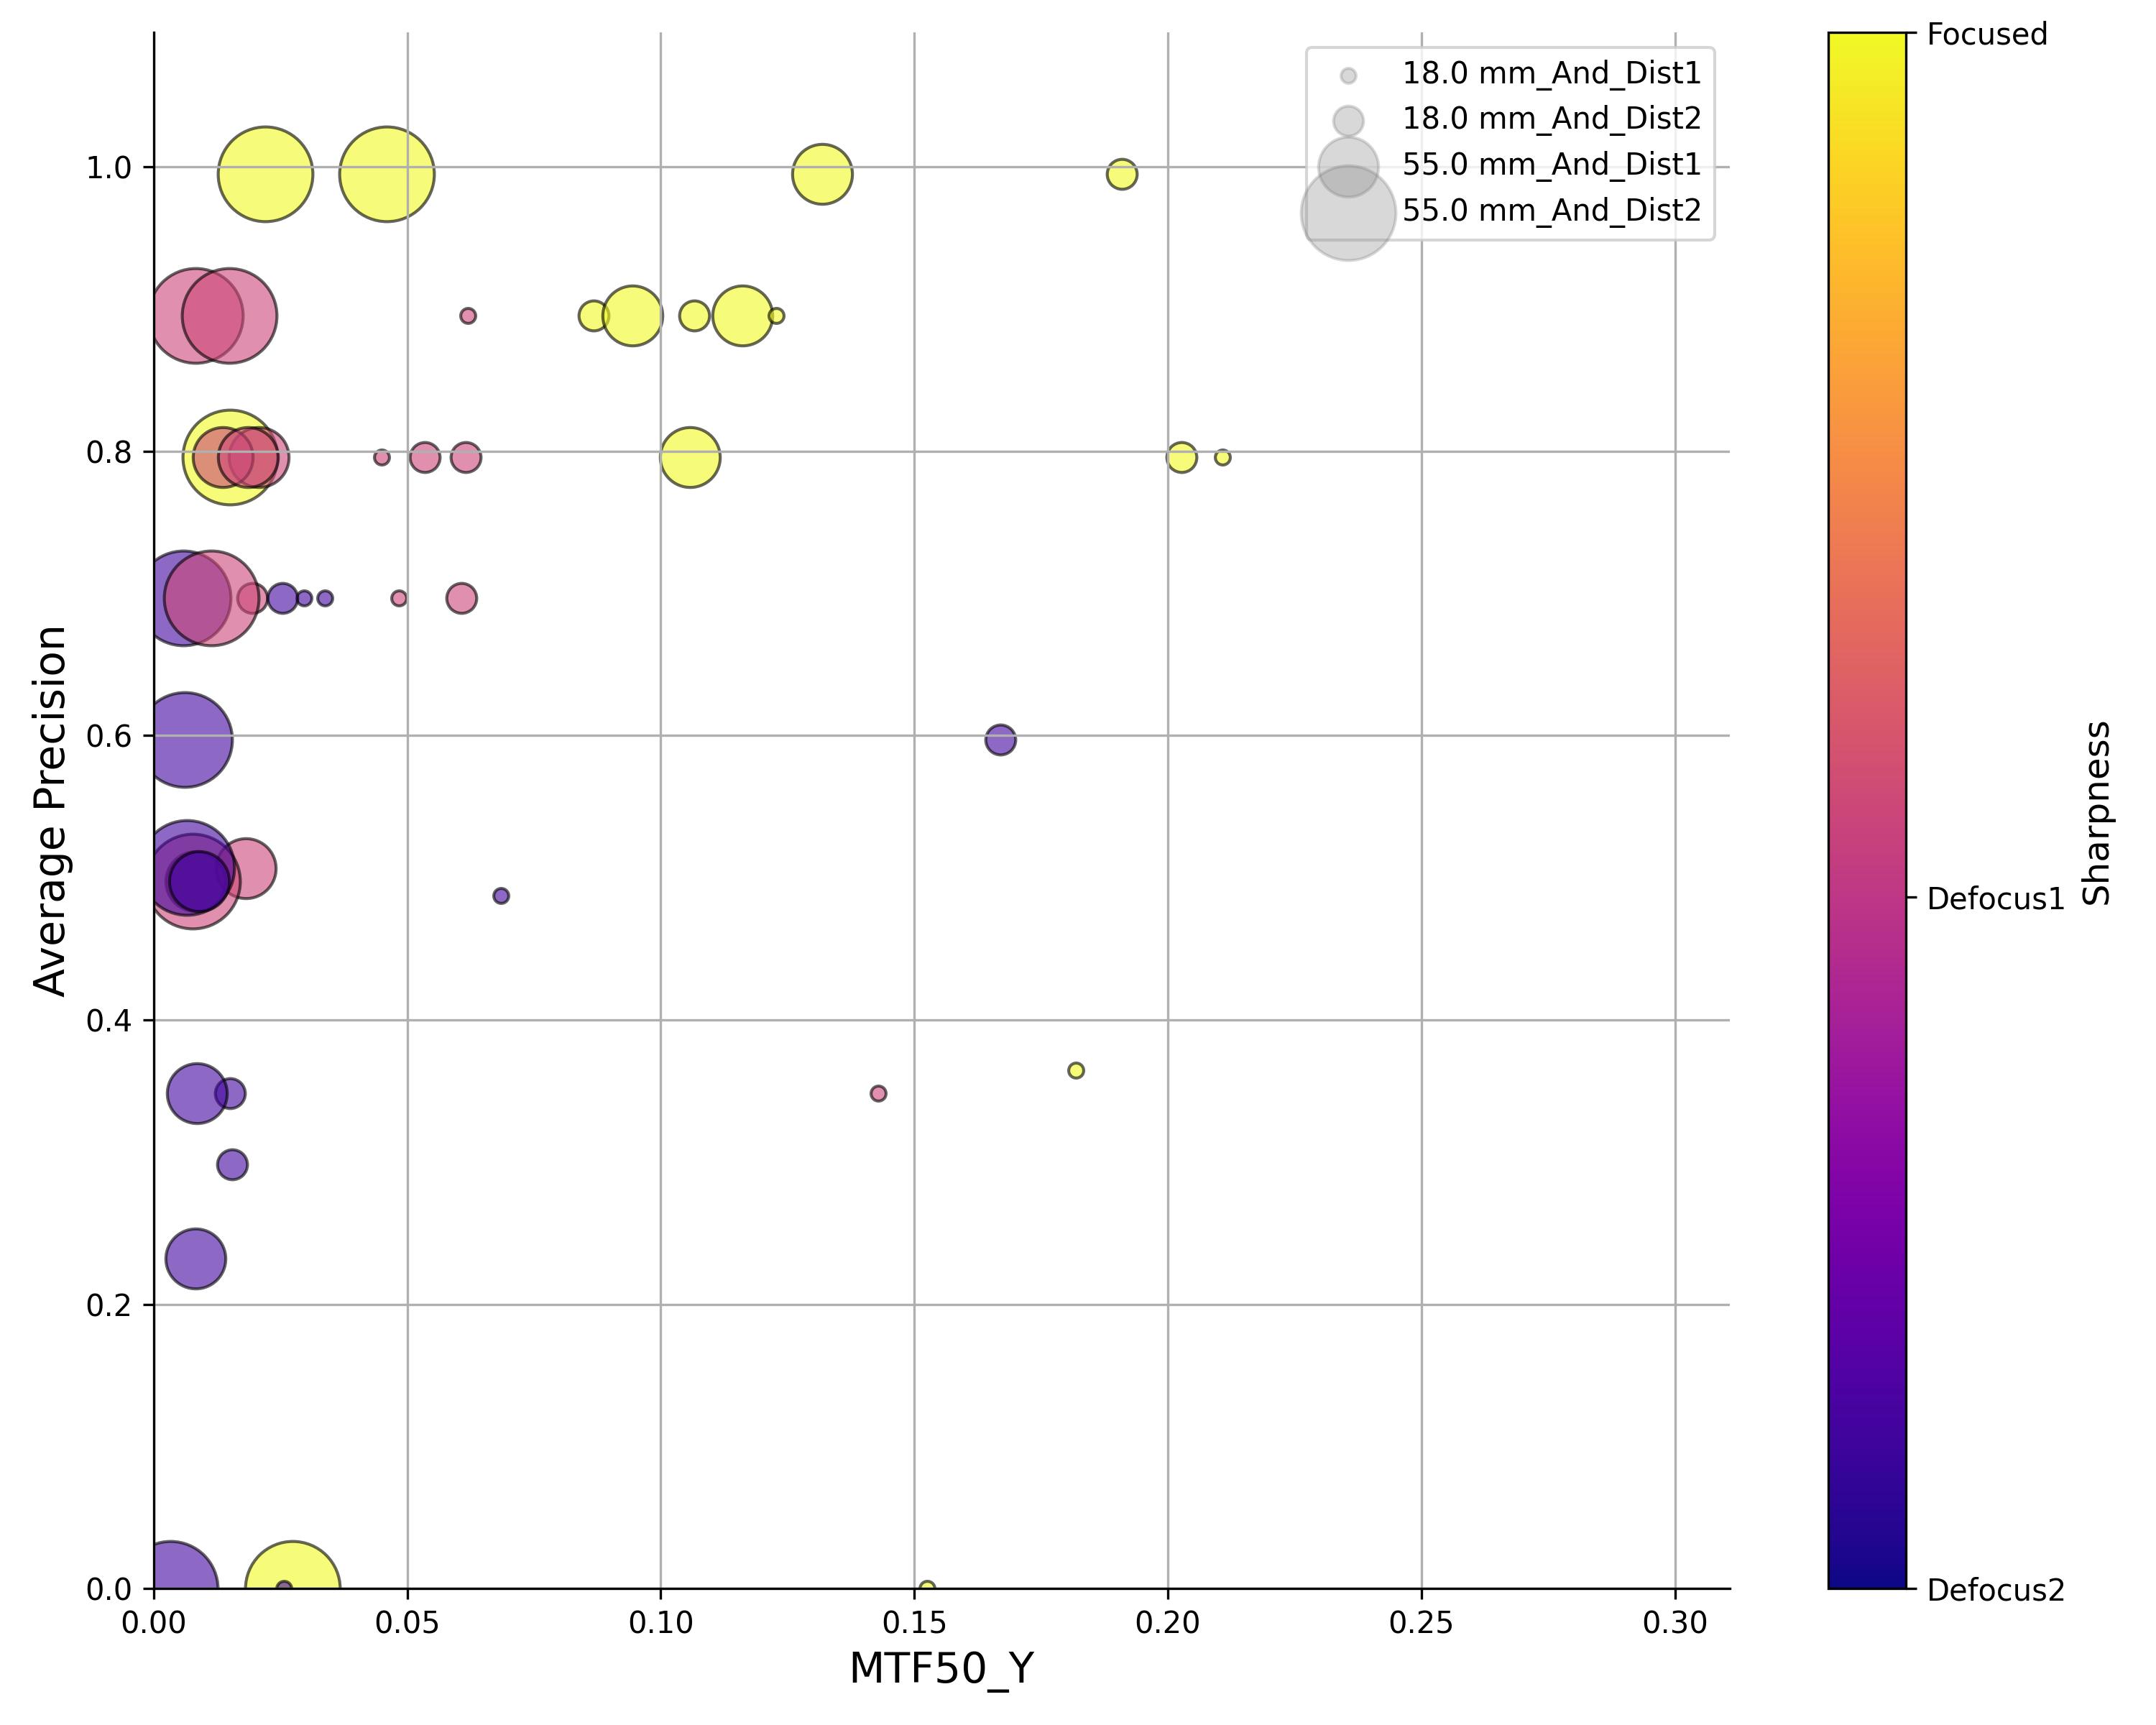 18.0 mm_And_Dist1
18.0 mm_And_Dist2
55.0 mm_And_Dist1
55.0 mm_And_Dist2
Average Precision
1.0
0.8
0.6
0.4
0.2
0.0
0.00 0.05 0.10 0.15 0.20 0.25 0.30
MTF50_Y
Focused
Defocus1
Defocus2
Sharpness